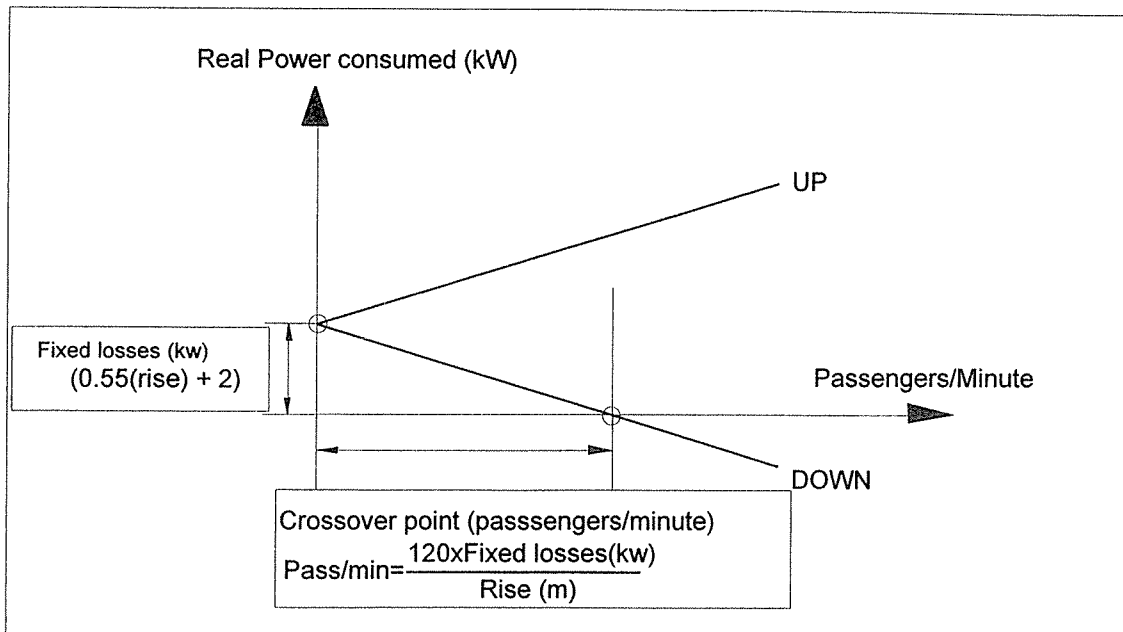 Real Power consumed (kW)
UP
Fixed losses (kw)
(0.55(rise) + 2)
Passengers/Minute
DOWN
Crossover point (passsengers/minute)
Pass/min=120xFixed losses(kw)
Rise (m)